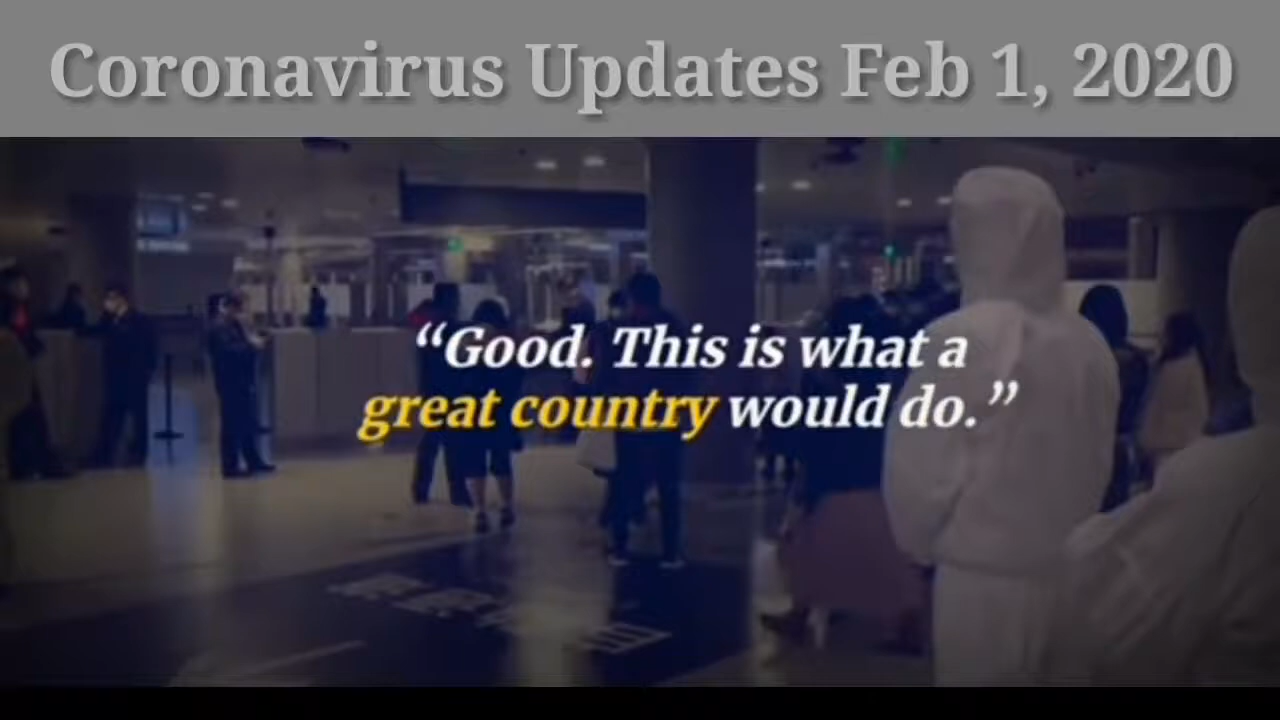 Coronavirus Updates Feb 1, 2020
“Good. This is what a
great country would do.”